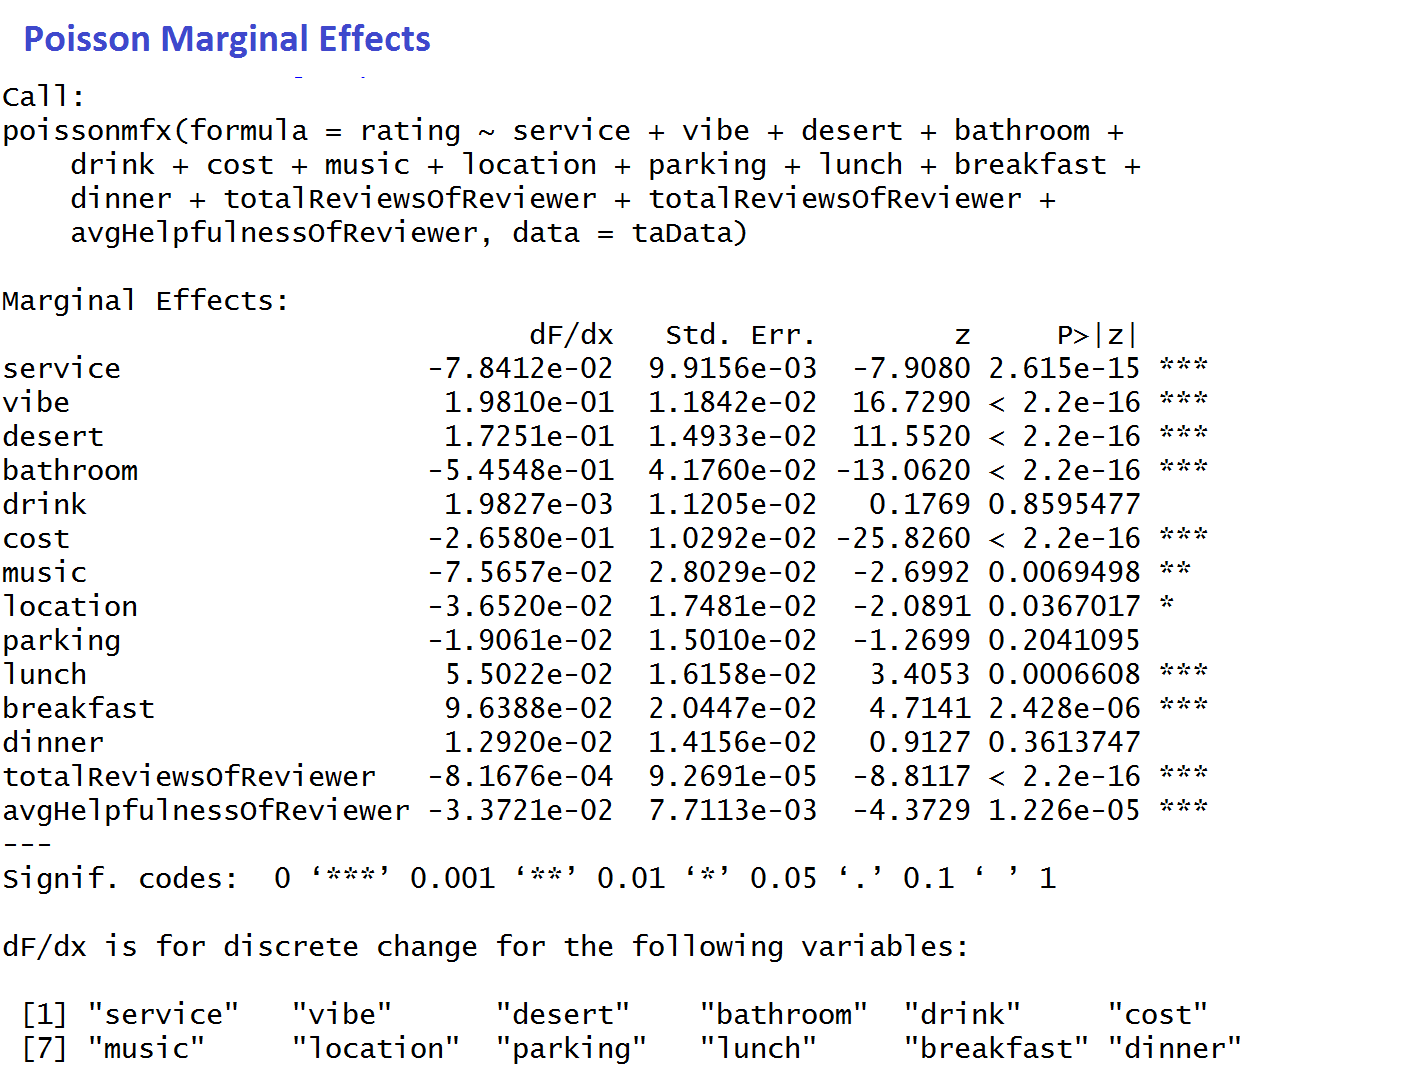 Poisson Marginal Effects
Call:
poissonmfx(formula = rating ~ service + vibe + desert + bathroom +
    drink + cost + music + location + parking + lunch + breakfast +
    dinner + totalReviewsOfReviewer + totalReviewsOfReviewer +
    avgHelpfulnessOfReviewer, data = taData)
Marginal Effects:
dF/dx Std. Err. z P>|z|
service -7.8412e-02 9.9156e-03 -7.9080 2.615e-15 ***
vibe 1.9810e-01 1.1842e-02 16.7290 < 2.2e-16 ***
desert 1.7251e-01 1.4933e-02 11.5520 < 2.2e-16 ***
bathroom -5.4548e-01 4.1760e-02 -13.0620 < 2.2e-16 ***
drink 1.9827e-03 1.1205e-02 0.1769 0.8595477
cost -2.6580e-01 1.0292e-02 -25.8260 < 2.2e-16 ***
music -7.5657e-02 2.8029e-02 -2.6992 0.0069498 **
location -3.6520e-02 1.7481e-02 -2.0891 0.0367017 *
parking -1.9061e-02 1.5010e-02 -1.2699 0.2041095
lunch 5.5022e-02 1.6158e-02 3.4053 0.0006608 ***
breakfast 9.6388e-02 2.0447e-02 4.7141 2.428e-06 ***
dinner 1.2920e-02 1.4156e-02 0.9127 0.3613747
totalReviewsOfReviewer -8.1676e-04 9.2691e-05 -8.8117 < 2.2e-16 ***
avgHelpfulnessOfReviewer -3.3721e-02 7.7113e-03 -4.3729 1.226e-05 ***
---
Signif. codes:  0 ‘***’ 0.001 ‘**’ 0.01 ‘*’ 0.05 ‘.’ 0.1 ‘ ’ 1
dF/dx is for discrete change for the following variables:
[1] "service" "vibe" "desert" "bathroom" "drink" "cost"
[7] "music" "location" "parking" "lunch" "breakfast" "dinner"